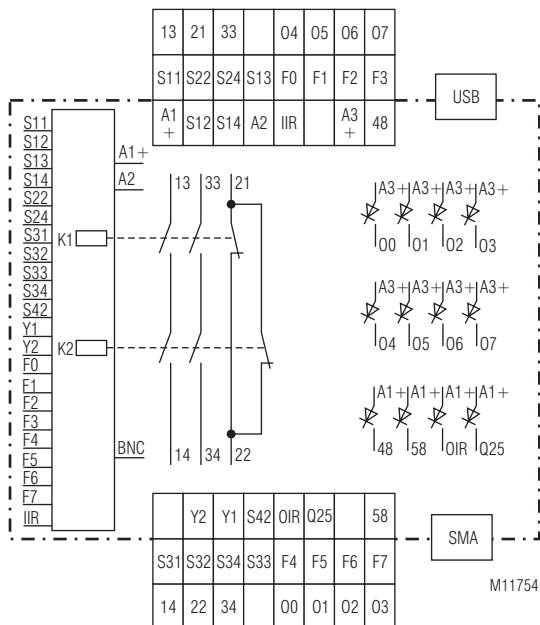 13 21 33 04 05 06 07
S11 S22 S24 S13 F0 F1 F2 F3
A1+ S12 S14 A2 IIR A3+ 48
USB
S11
S12
S13
S14
S22
S24
S31
S32
S33
S34
S42
Y1
Y2
F0
F1
F2
F3
F4
F5
F6
F7
IIR
K1
K2
A1+
A2
BNC
13 33 21
14 34 22
A3+ A3+ A3+ A3+
00 01 02 03
A3+ A3+ A3+ A3+
04 05 06 07
A1+ A1+ A1+ A1+
48 58 OIR Q25
Y2 Y1 S42 OIR Q25 58
S31 S32 S34 S33 F4 F5 F6 F7
14 22 34 00 01 02 03
SMA
M11754